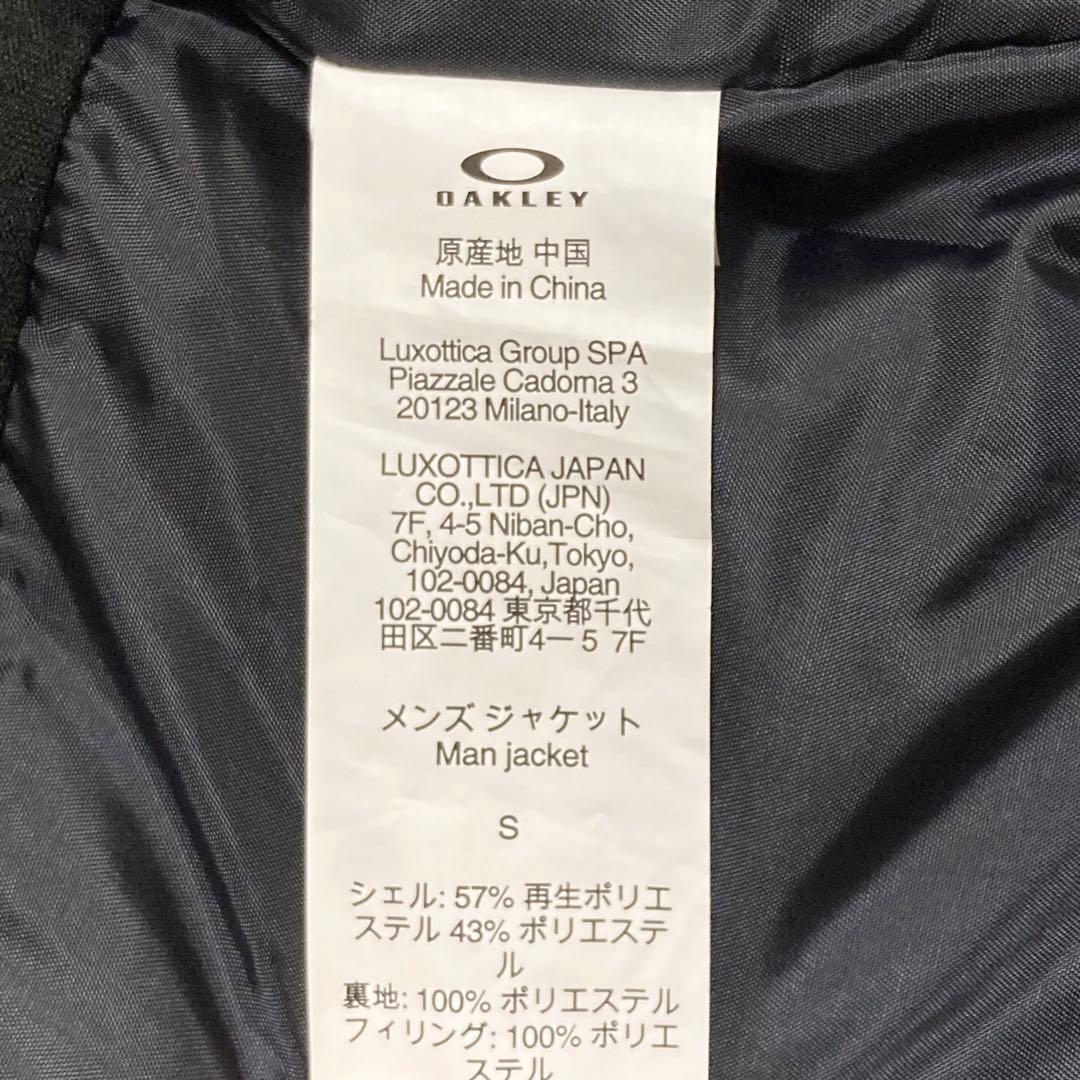 OAKLEY
原産地 中国
Made in China
Luxottica Group SPA
Piazzale Cadorna 3
20123 Milano-Italy
LUXOTTICA JAPAN
CO.,LTD (JPN)
7F, 4-5 Niban-Cho,
Chiyoda-Ku,Tokyo,
102-0084, Japan
102-0084 東京都千代
田区二番町4一5 7F
メンズ ジャケット
Man jacket
S
シェル: 57% 再生ポリエ
ステル 43% ポリエステ
ル
裏地: 100% ポリエステル
フィリング: 100% ポリエ
ステル